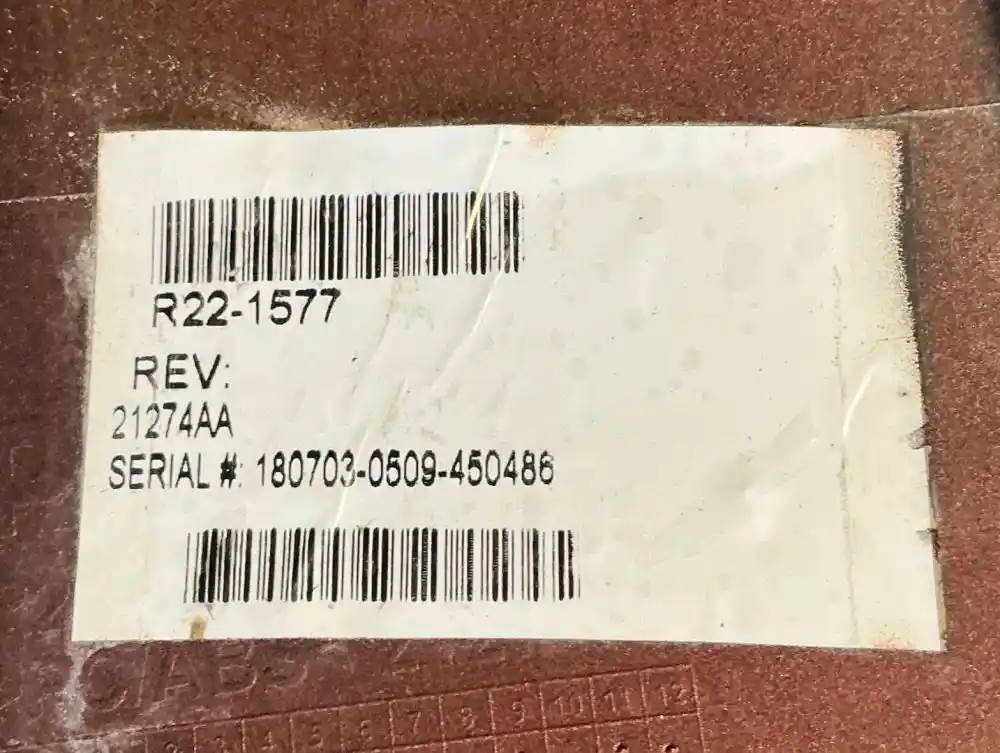 R22-1577
REV:
21274AA
SERIAL #: 180703-0509-450486
2 3 4 5 6 7 8 9 10 11 12